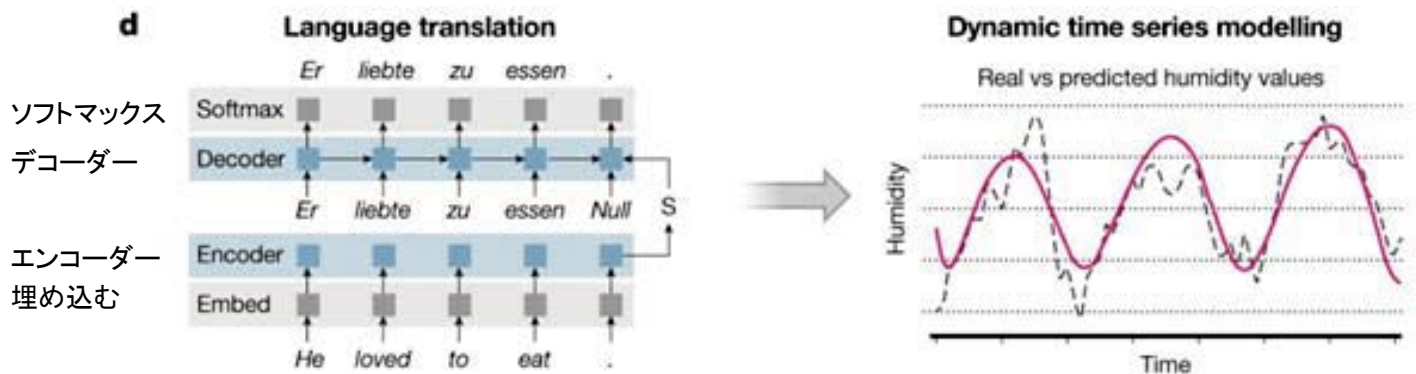 d
Language translation
Er liebte zu essen .
ソフトマックス Softmax
デコーダー Decoder
Er liebte zu essen Null
S
エンコーダー Encoder
埋め込む Embed
He loved to eat .
Dynamic time series modelling
Real vs predicted humidity values
Humidity
Time